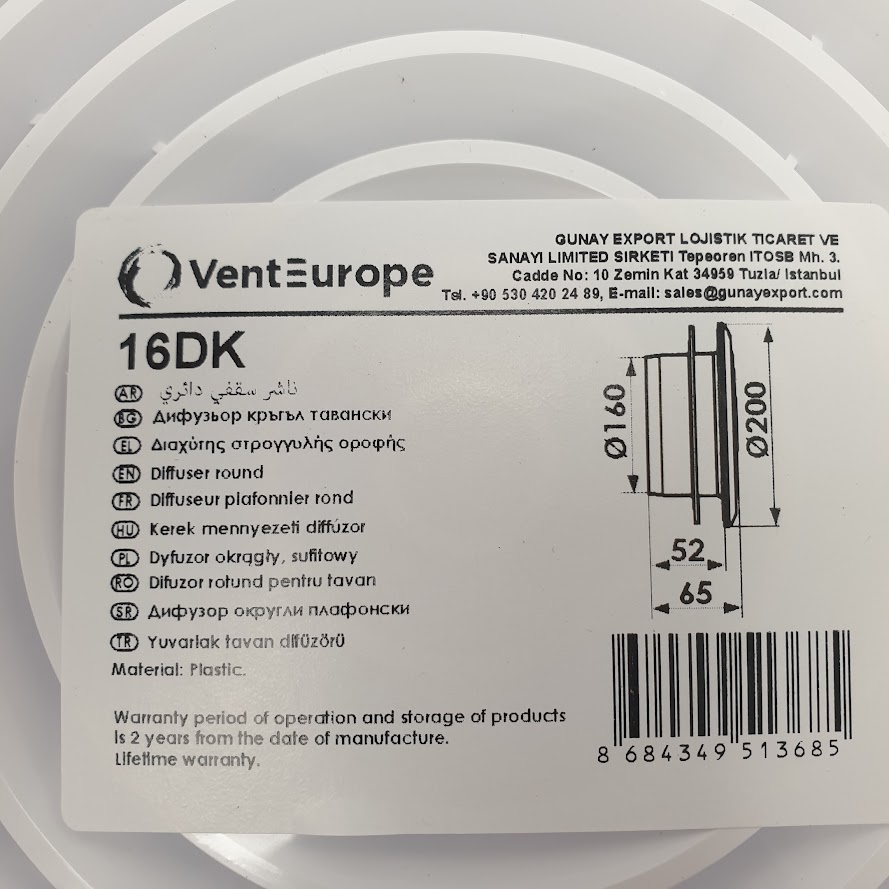 VentEurope
GUNAY EXPORT LOJISTIK TICARET VE
SANAYI LIMITED SIRKETI Tepeoren ITOSB Mh. 3.
Cadde No: 10 Zemin Kat 34959 Tuzla/ Istanbul
Tel. +90 530 420 24 89, E-mail: sales@gunayexport.com
16DK
AR ناشر سقفي دائري
BG Дифузьор кръгъл тавански
EL Διαχύτης στρογγυλής οροφής
EN Diffuser round
FR Diffuseur plafonnier rond
HU Kerek mennyezeti diffúzor
PL Dyfuzor okrągły, sufitowy
RO Difuzor rotund pentru tavan
SR Дифузор округли плафонски
TR Yuvarlak tavan difüzörü
Material: Plastic.
Warranty period of operation and storage of products
is 2 years from the date of manufacture.
Lifetime warranty.
Ø160
Ø200
52
65
8 684349 513685